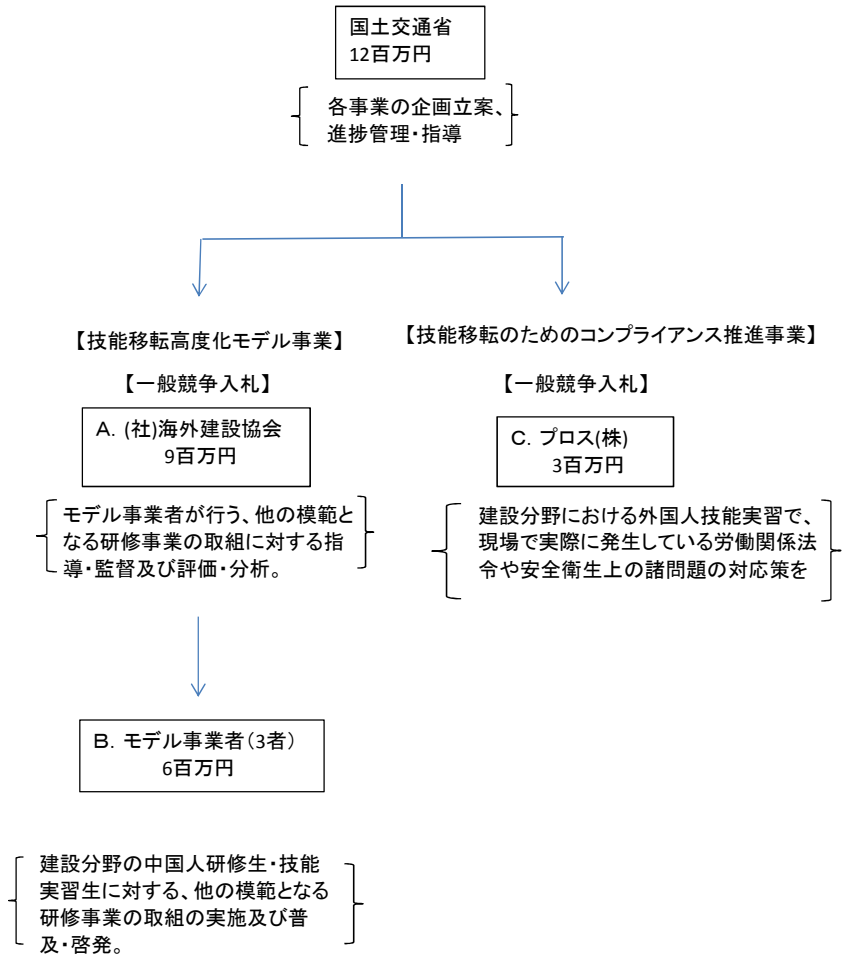 国土交通省
12百万円
各事業の企画立案、
進捗管理・指導
【技能移転高度化モデル事業】
【一般競争入札】
A. (社)海外建設協会
9百万円
モデル事業者が行う、他の模範と
なる研修事業の取組に対する指
導・監督及び評価・分析。
B. モデル事業者(3者)
6百万円
建設分野の中国人研修生・技能
実習生に対する、他の模範となる
研修事業の取組の実施及び普
及・啓発。
【技能移転のためのコンプライアンス推進事業】
【一般競争入札】
C. プロス(株)
3百万円
建設分野における外国人技能実習で、
現場で実際に発生している労働関係法
令や安全衛生上の諸問題の対応策を